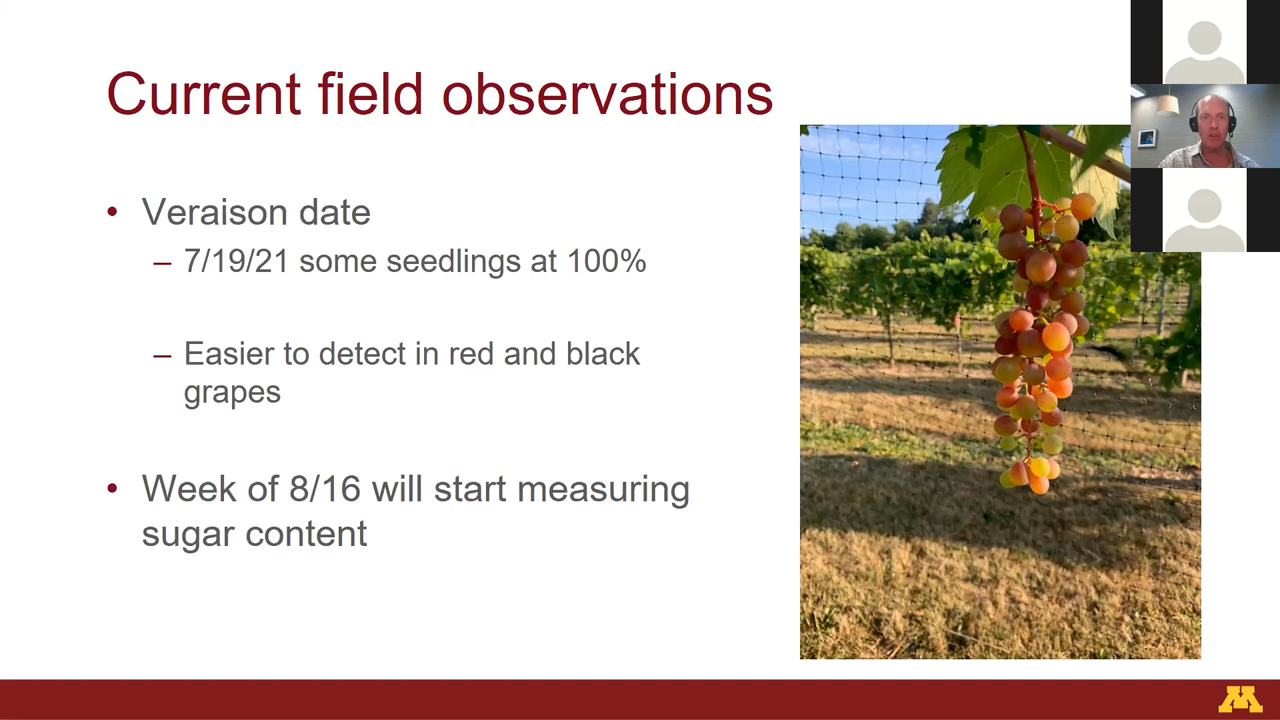 Current field observations
• Veraison date
– 7/19/21 some seedlings at 100%
– Easier to detect in red and black
grapes
• Week of 8/16 will start measuring
sugar content
M